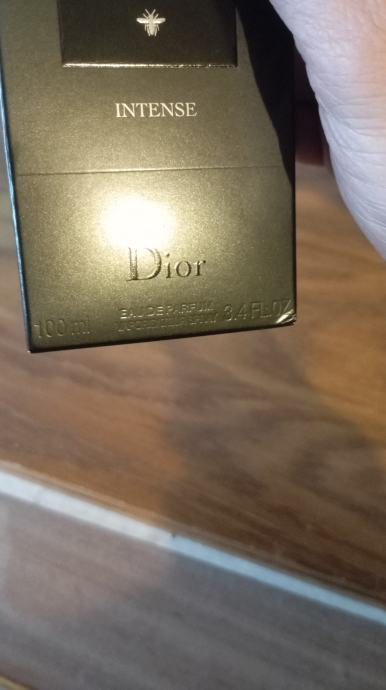 INTENSE
Dior
EAU DE PARFUM
100 ml
3.4 FL.OZ